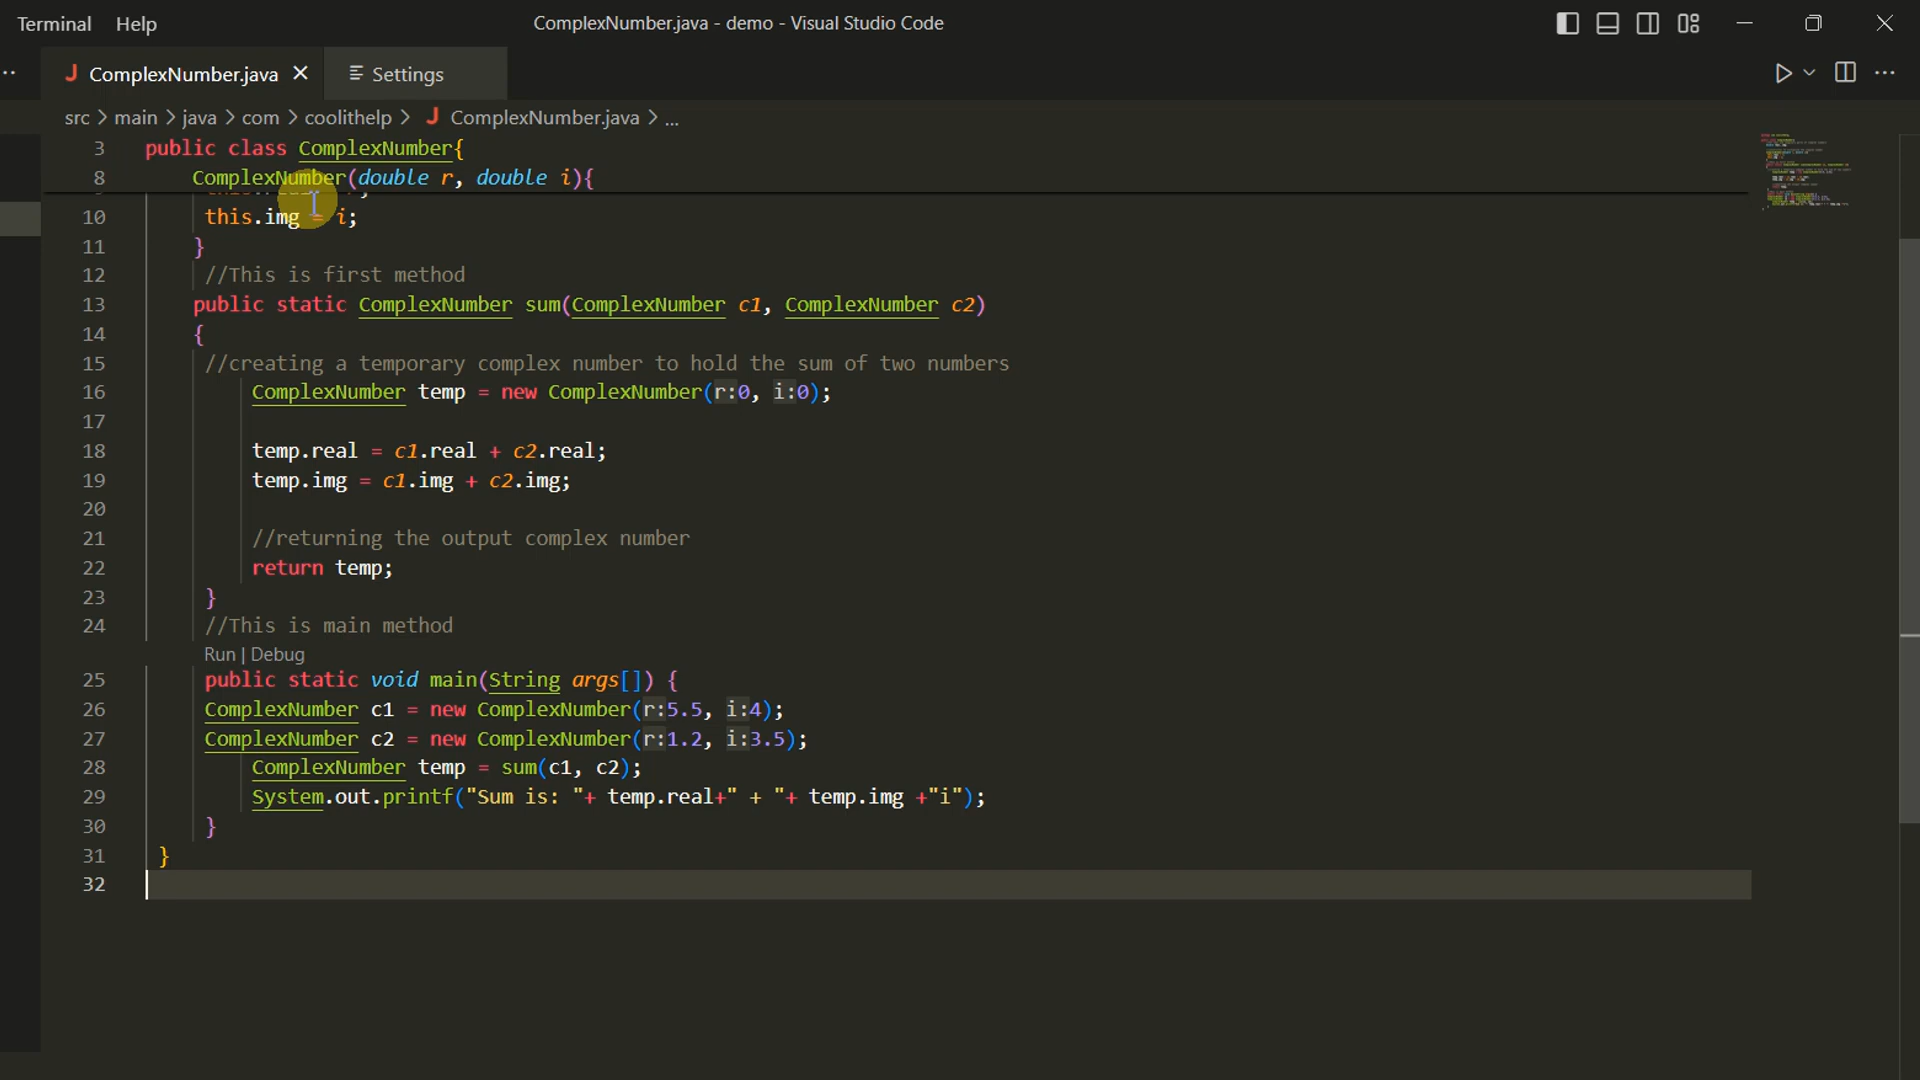 Terminal Help ComplexNumber.java - demo - Visual Studio Code
J ComplexNumber.java Settings
src > main > java > com > coolithelp > J ComplexNumber.java > ...
3 public class ComplexNumber{
8 ComplexNumber(double r, double i){
10 this.img = i;
11 }
12 //This is first method
13 public static ComplexNumber sum(ComplexNumber c1, ComplexNumber c2)
14 {
15 //creating a temporary complex number to hold the sum of two numbers
16 ComplexNumber temp = new ComplexNumber(r:0, i:0);
17
18 temp.real = c1.real + c2.real;
19 temp.img = c1.img + c2.img;
20
21 //returning the output complex number
22 return temp;
23 }
24 //This is main method
Run | Debug
25 public static void main(String args[]) {
26 ComplexNumber c1 = new ComplexNumber(r:5.5, i:4);
27 ComplexNumber c2 = new ComplexNumber(r:1.2, i:3.5);
28 ComplexNumber temp = sum(c1, c2);
29 System.out.printf("Sum is: "+ temp.real+" + "+ temp.img +"i");
30 }
31 }
32